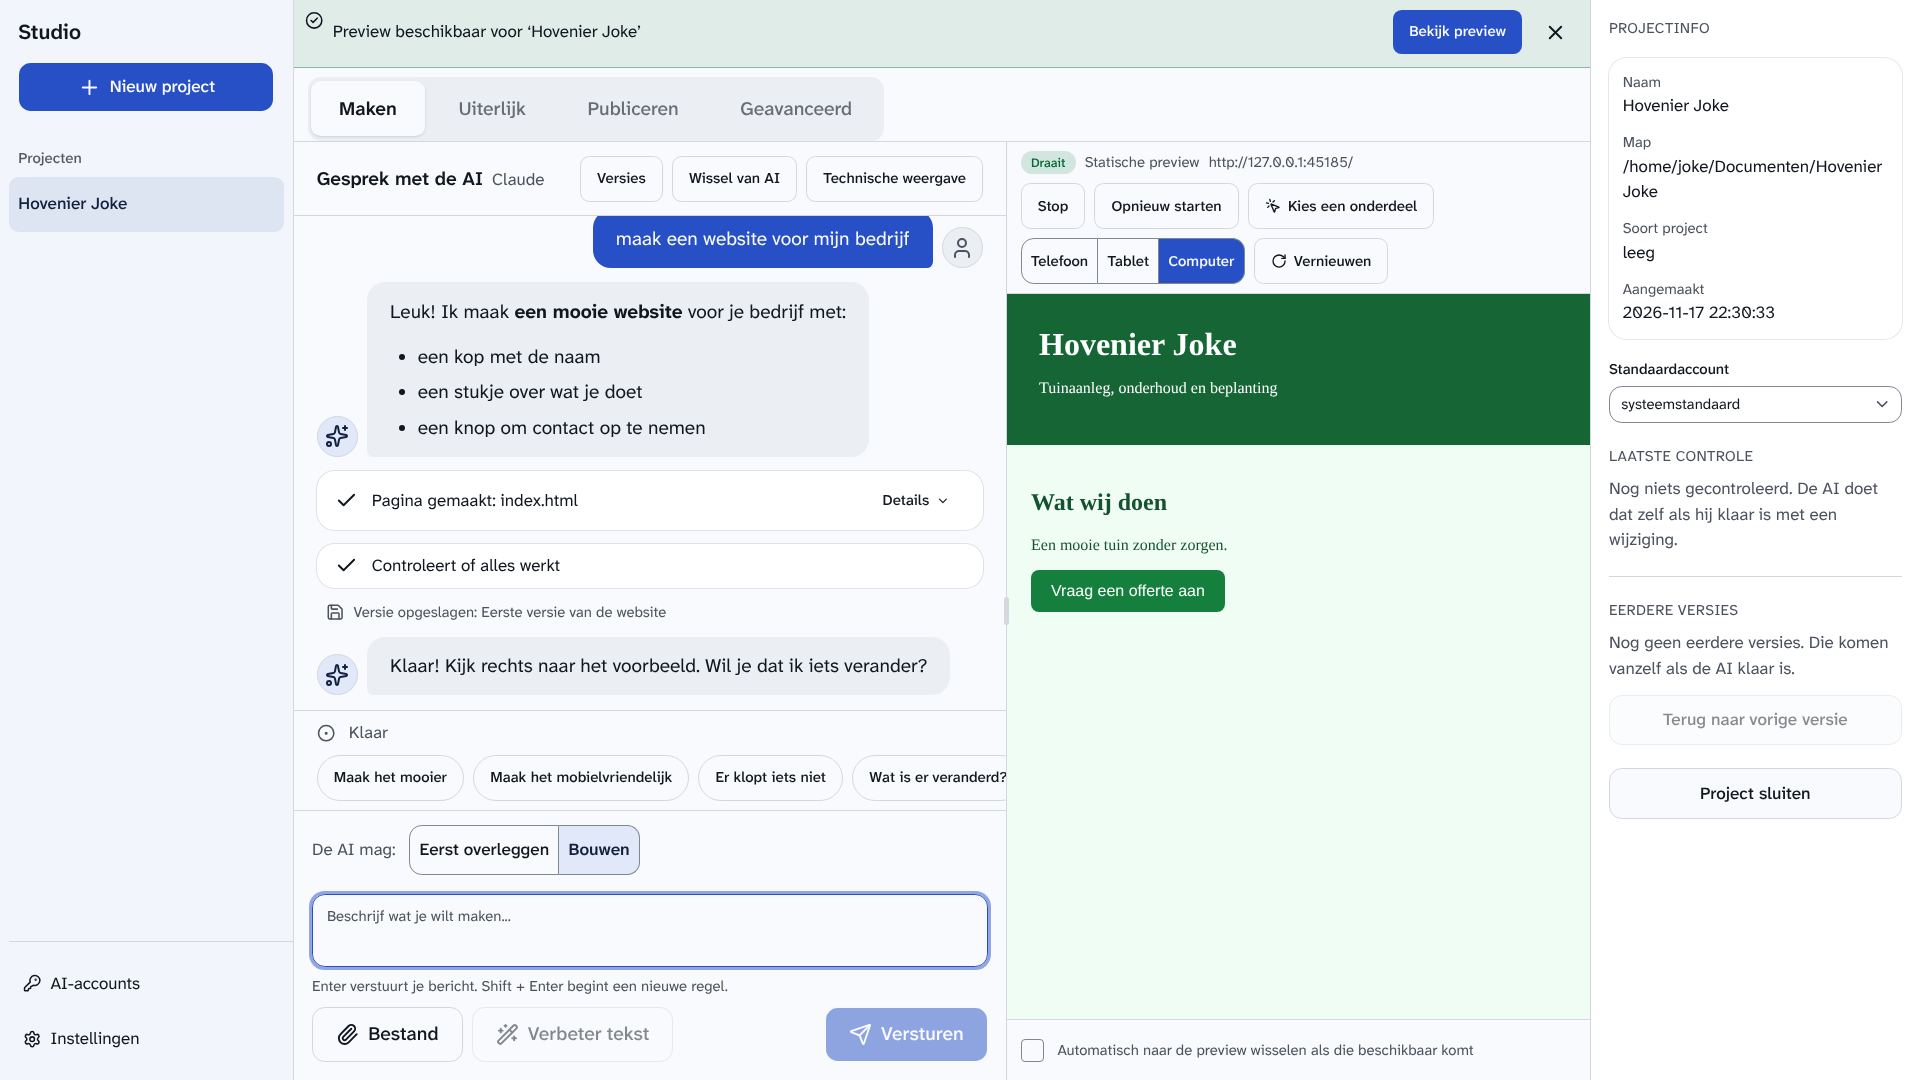 Studio
Nieuw project
Projecten
Hovenier Joke
AI-accounts
Instellingen
Preview beschikbaar voor ‘Hovenier Joke’
Bekijk preview
Maken
Uiterlijk
Publiceren
Geavanceerd
Gesprek met de AI Claude
Versies
Wissel van AI
Technische weergave
maak een website voor mijn bedrijf
Leuk! Ik maak een mooie website voor je bedrijf met:
• een kop met de naam
• een stukje over wat je doet
• een knop om contact op te nemen
Pagina gemaakt: index.html
Details
Controleert of alles werkt
Versie opgeslagen: Eerste versie van de website
Klaar! Kijk rechts naar het voorbeeld. Wil je dat ik iets verander?
Klaar
Maak het mooier
Maak het mobielvriendelijk
Er klopt iets niet
Wat is er veranderd?
De AI mag:
Eerst overleggen
Bouwen
Beschrijf wat je wilt maken...
Enter verstuurt je bericht. Shift + Enter begint een nieuwe regel.
Bestand
Verbeter tekst
Versturen
Draait
Statische preview
http://127.0.0.1:45185/
Stop
Opnieuw starten
Kies een onderdeel
Telefoon
Tablet
Computer
Vernieuwen
Hovenier Joke
Tuinaanleg, onderhoud en beplanting
Wat wij doen
Een mooie tuin zonder zorgen.
Vraag een offerte aan
Automatisch naar de preview wisselen als die beschikbaar komt
PROJECTINFO
Naam
Hovenier Joke
Map
/home/joke/Documenten/Hovenier
Joke
Soort project
leeg
Aangemaakt
2026-11-17 22:30:33
Standaardaccount
systeemstandaard
LAATSTE CONTROLE
Nog niets gecontroleerd. De AI doet
dat zelf als hij klaar is met een
wijziging.
EERDERE VERSIES
Nog geen eerdere versies. Die komen
vanzelf als de AI klaar is.
Terug naar vorige versie
Project sluiten